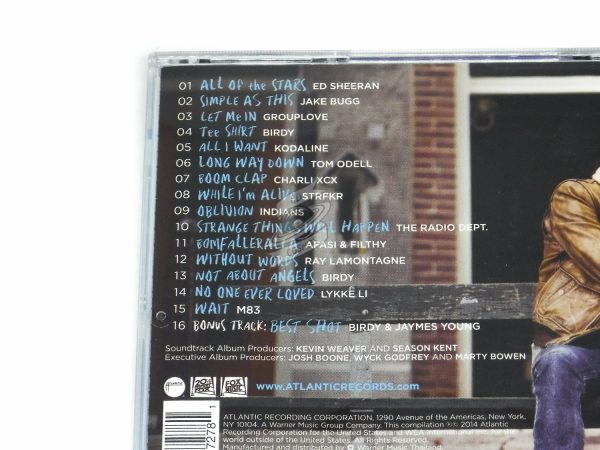 01 ALL OF the STARS ED SHEERAN
02 SIMPLE AS THIS JAKE BUGG
03 LET ME IN GROUPLOVE
04 Tee SHIRT BIRDY
05 ALL I WANT KODALINE
06 LONG WAY DOWN TOM ODELL
07 BOOM CLAP CHARLI XCX
08 WHILE I'M ALIVE STRFKR
09 OBLIVION INDIANS
10 STRANGE THINGS WILL HAPPEN THE RADIO DEPT.
11 BOMFALLERALLA AFASI & FILTHY
12 WITHOUT WORDS RAY LAMONTAGNE
13 NOT ABOUT ANGELS BIRDY
14 NO ONE EVER LOVED LYKKE LI
15 WAIT M83
16 BONUS TRACK: BEST SHOT BIRDY & JAYMES YOUNG
Soundtrack Album Producers: KEVIN WEAVER AND SEASON KENT
Executive Album Producers: JOSH BOONE, WYCK GODFREY AND MARTY BOWEN
FOX MUSIC
WWW.ATLANTICRECORDS.COM
ATLANTIC RECORDING CORPORATION, 1290 Avenue of the Americas, New York,
NY 10104. A Warner Music Group Company. This compilation ℗© 2014 Atlantic
Recording Corporation for the United States and WEA International Inc. for the
world outside of the United States. All Rights Reserved.
Manufactured and distributed by Warner Music Thailand
72781